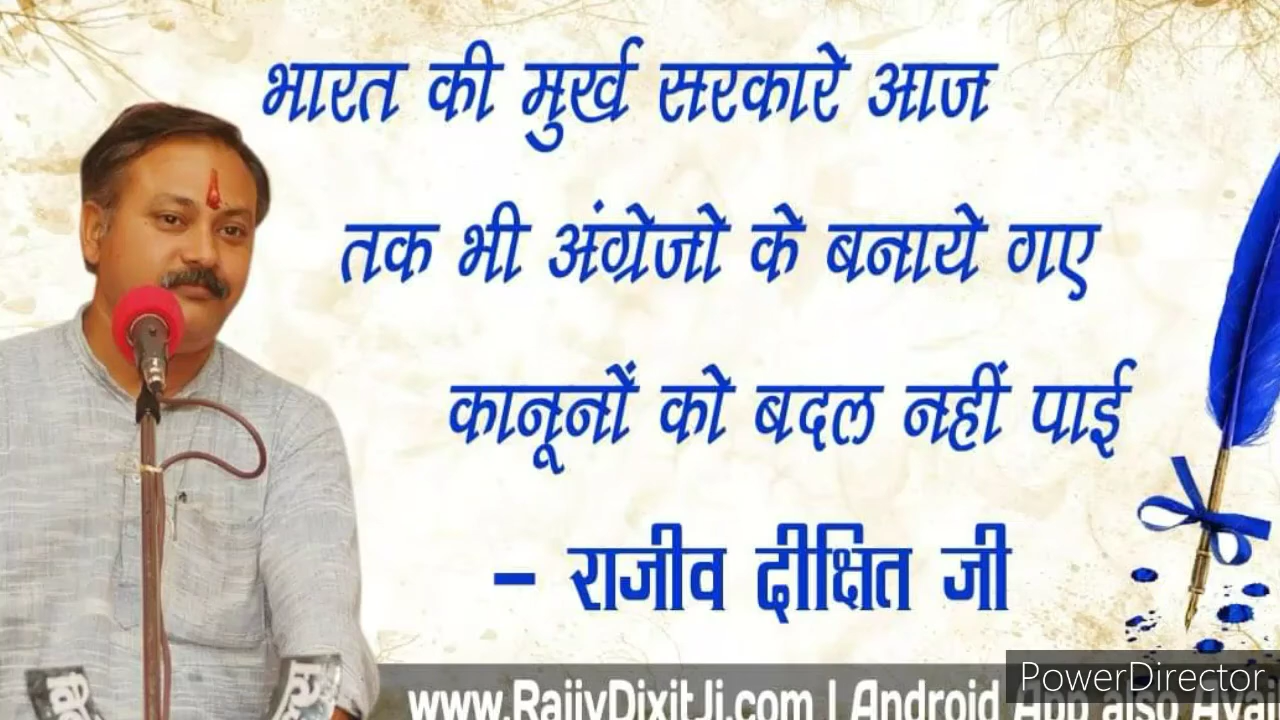 भारत की मुर्ख सरकारे आज
तक भी अंग्रेजो के बनाये गए
कानूनों को बदल नहीं पाई
- राजीव दीक्षित जी
www.RajivDixitJi.com | Android App also Avai
PowerDirector